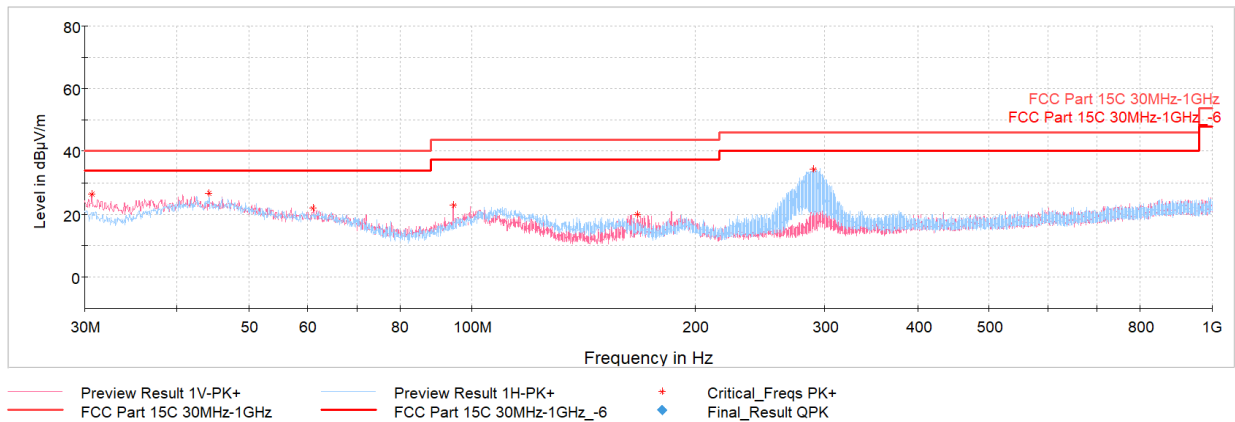 80
60
40
20
0
Level in dBµV/m
FCC Part 15C 30MHz-1GHz
FCC Part 15C 30MHz-1GHz_-6
30M 50 60 80 100M 200 300 400 500 800 1G
Frequency in Hz
Preview Result 1V-PK+ Preview Result 1H-PK+ Critical_Freqs PK+
FCC Part 15C 30MHz-1GHz FCC Part 15C 30MHz-1GHz_-6 Final_Result QPK